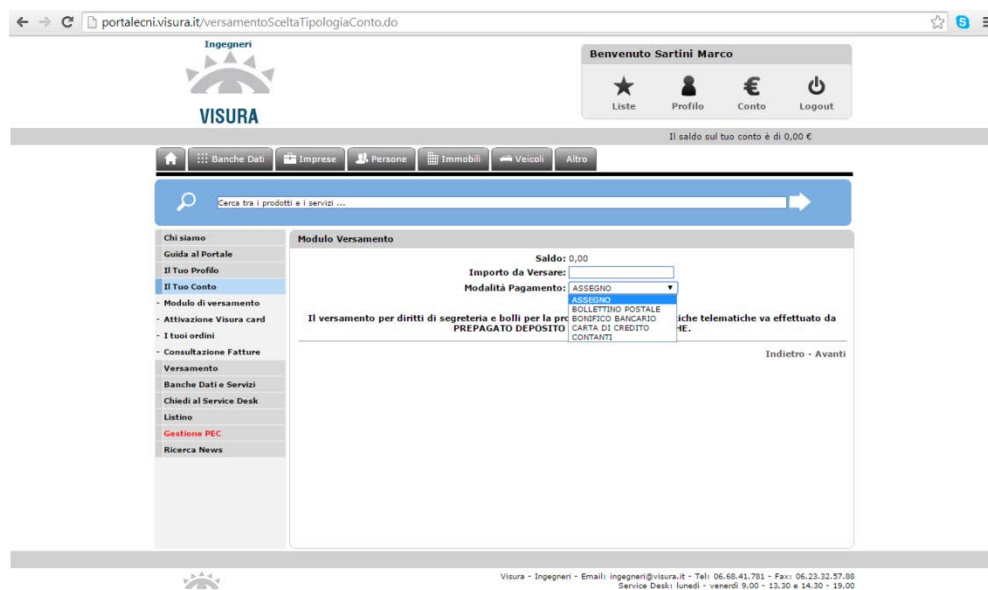 portalecni.visura.it/versamentoSceltaTipologiaConto.do
Ingegneri
VISURA
Benvenuto Sartini Marco
Liste Profilo Conto Logout
Il saldo sul tuo conto è di 0,00 €
Banche Dati Imprese Persone Immobili Veicoli Altro
Cerca tra i prodotti e i servizi ...
Chi siamo
Guida al Portale
Il Tuo Profilo
Il Tuo Conto
- Modulo di versamento
- Attivazione Visura card
- I tuoi ordini
- Consultazione Fatture
Versamento
Banche Dati e Servizi
Chiedi al Service Desk
Listino
Gestione PEC
Ricerca News
Modulo Versamento
Saldo: 0,00
Importo da Versare:
Modalità Pagamento: ASSEGNO
ASSEGNO
BOLLETTINO POSTALE
BONIFICO BANCARIO
CARTA DI CREDITO
CONTANTI
Il versamento per diritti di segreteria e bolli per la pro iche telematiche va effettuato da
PREPAGATO DEPOSITO HE.
Indietro - Avanti
Visura - Ingegneri - Email: ingegneri@visura.it - Tel: 06.68.41.781 - Fax: 06.23.32.57.88
Service Desk: lunedì - venerdì 9.00 - 13.30 e 14.30 - 19.00